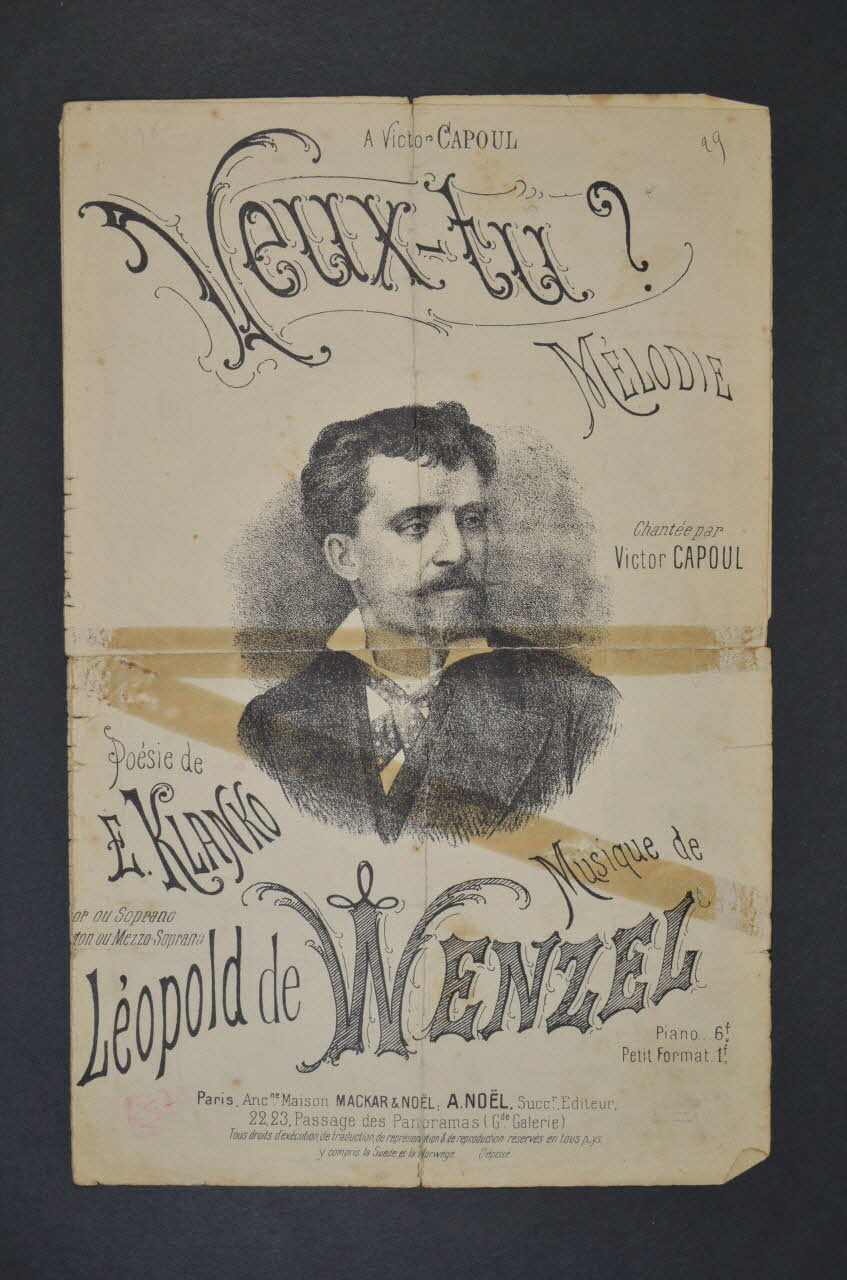 A Victor CAPOUL
29
Veux-tu ?
MÉLODIE
Chantée par
Victor CAPOUL
Poésie de
E. KLANKO
or ou Soprano
ton ou Mezzo-Soprano
Musique de
Léopold de WENZEL
Piano.. 6f.
Petit Format. 1f.
Paris, Anc.ne Maison MACKAR & NOËL; A. NOËL, Succr. Editeur,
22,23, Passage des Panoramas (Gde Galerie)
Tous droits d'exécution de traduction, de représentation & de reproduction réservés en tous pays,
y compris la Suède et la Norwège. Déposé